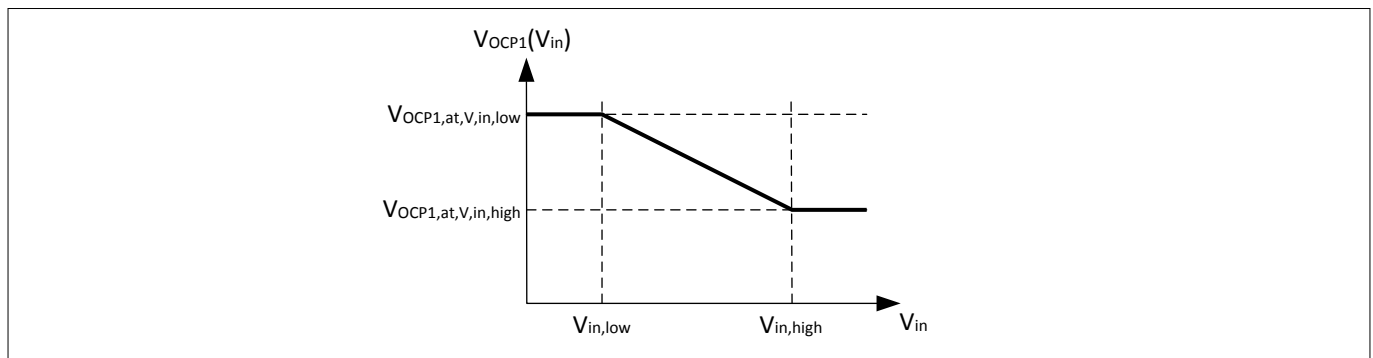 VOCP1(Vin)
VOCP1,at,V,in,low
VOCP1,at,V,in,high
Vin,low
Vin,high
Vin